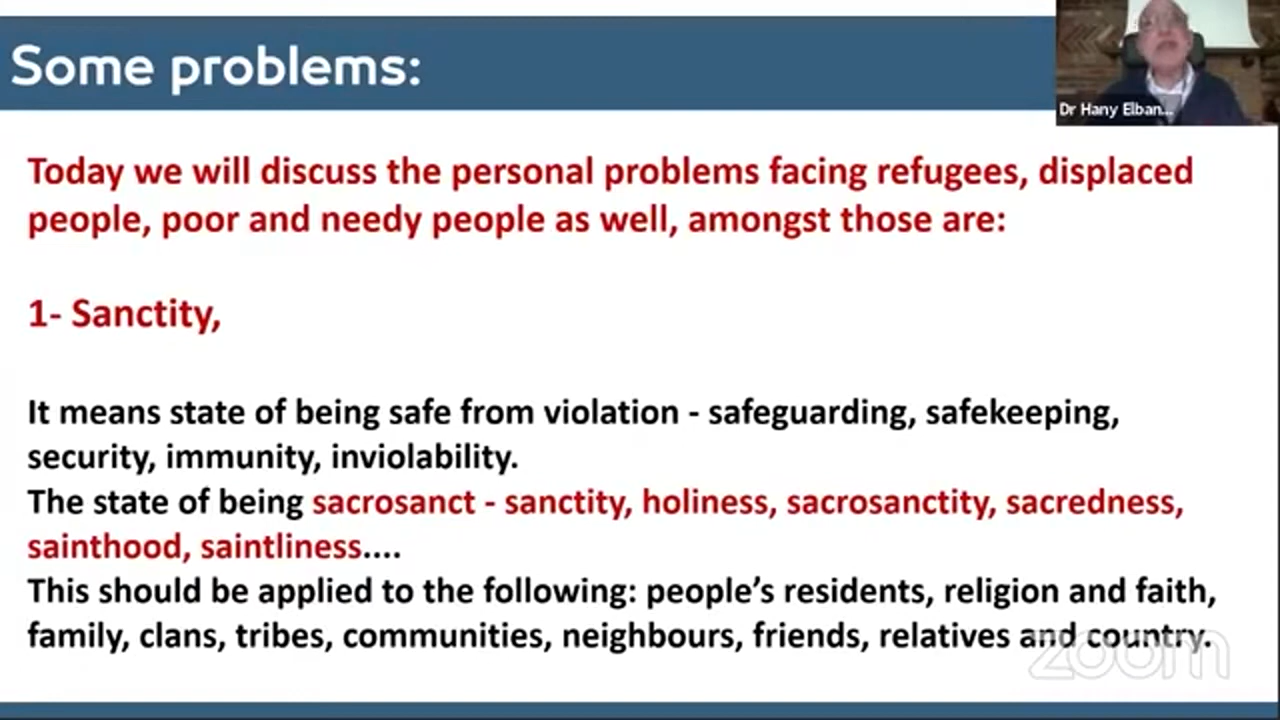 Some problems:
Dr Hany Elban...
Today we will discuss the personal problems facing refugees, displaced
people, poor and needy people as well, amongst those are:
1- Sanctity,
It means state of being safe from violation - safeguarding, safekeeping,
security, immunity, inviolability.
The state of being sacrosanct - sanctity, holiness, sacrosanctity, sacredness,
sainthood, saintliness....
This should be applied to the following: people’s residents, religion and faith,
family, clans, tribes, communities, neighbours, friends, relatives and country.
zoom